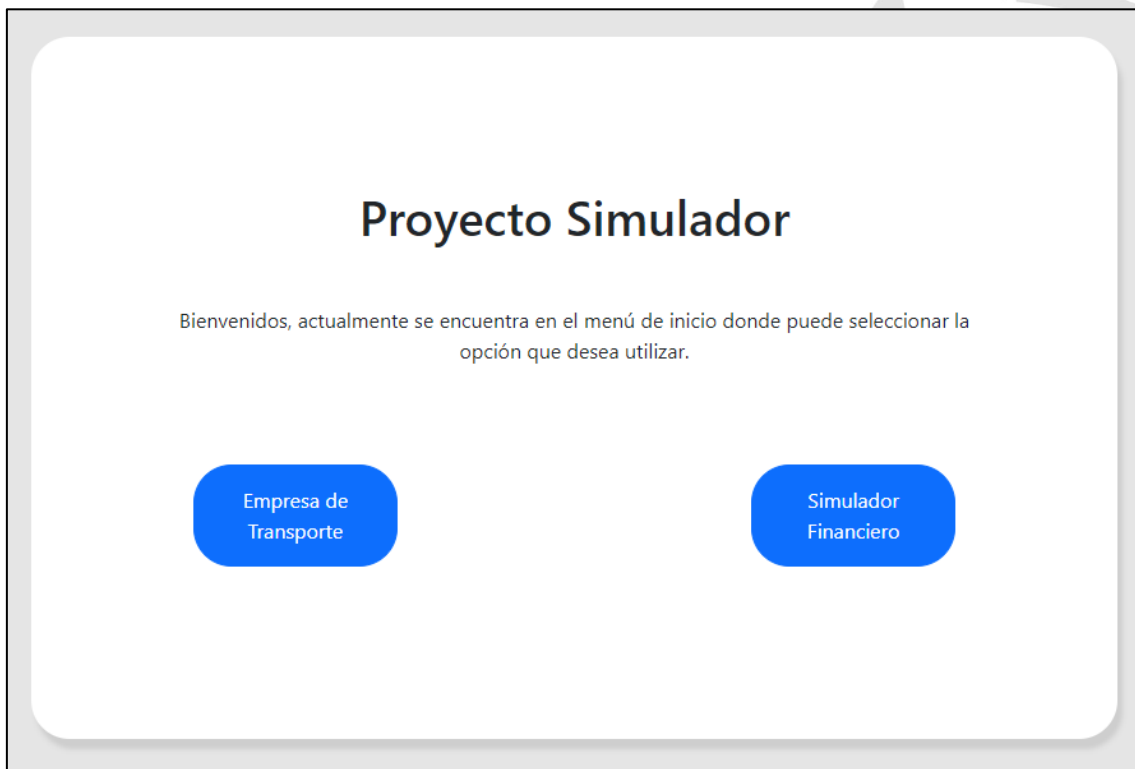 Proyecto Simulador
Bienvenidos, actualmente se encuentra en el menú de inicio donde puede seleccionar la
opción que desea utilizar.
Empresa de
Transporte
Simulador
Financiero